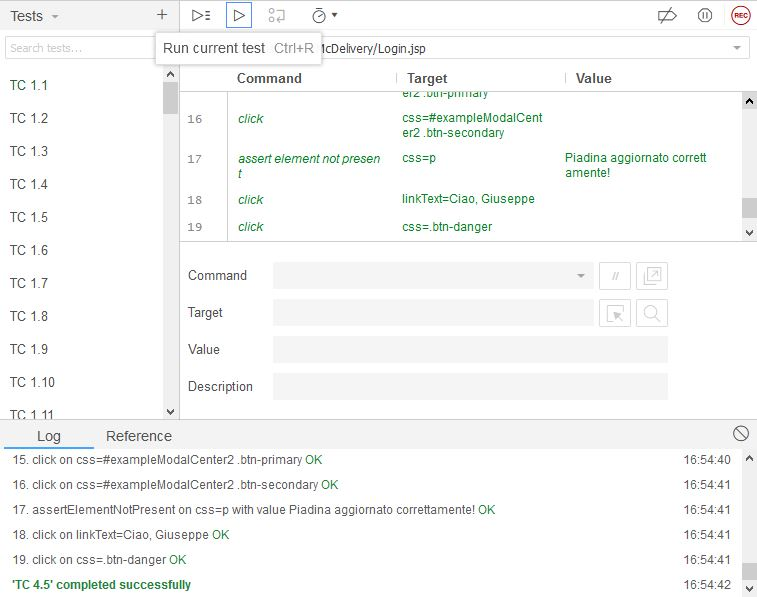 Tests
+
REC
Search tests...
Run current test Ctrl+R
cDelivery/Login.jsp
Command Target Value
TC 1.1
TC 1.2
TC 1.3
TC 1.4
TC 1.5
TC 1.6
TC 1.7
TC 1.8
TC 1.9
TC 1.10
TC 1.11
er2 .btn-primary
16 click css=#exampleModalCent
er2 .btn-secondary
17 assert element not presen css=p Piadina aggiornato corrett
t amente!
18 click linkText=Ciao, Giuseppe
19 click css=.btn-danger
Command //
Target
Value
Description
Log Reference
15. click on css=#exampleModalCenter2 .btn-primary OK 16:54:40
16. click on css=#exampleModalCenter2 .btn-secondary OK 16:54:41
17. assertElementNotPresent on css=p with value Piadina aggiornato correttamente! OK 16:54:41
18. click on linkText=Ciao, Giuseppe OK 16:54:41
19. click on css=.btn-danger OK 16:54:41
'TC 4.5' completed successfully 16:54:42